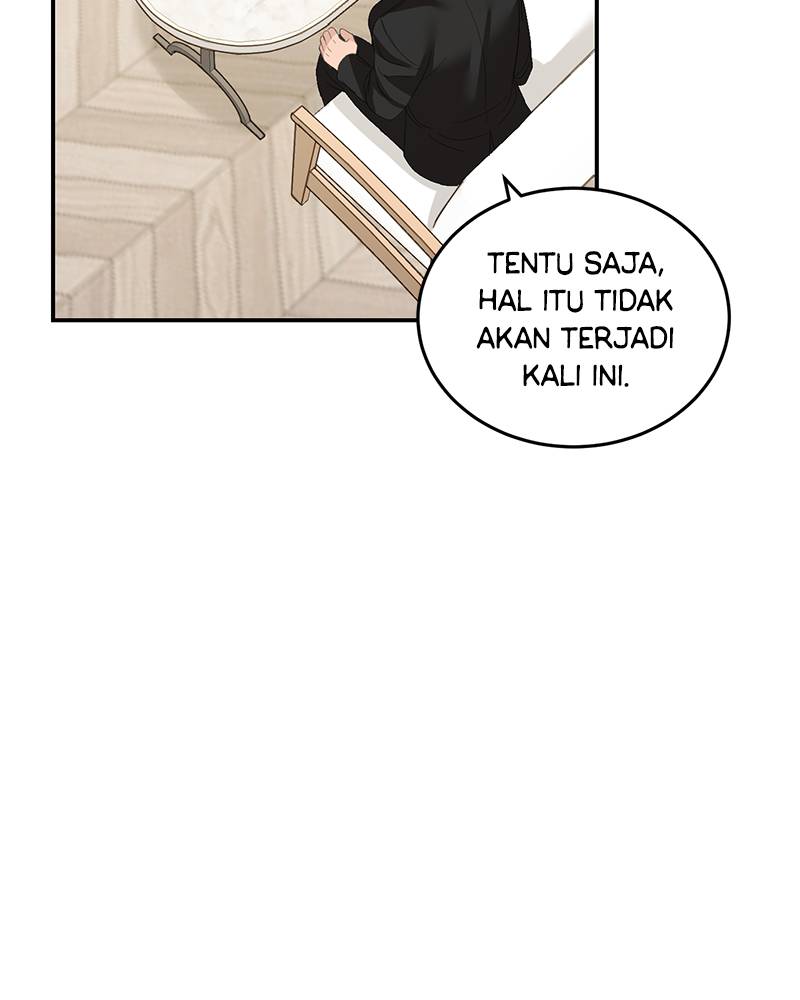 TENTU SAJA,
HAL ITU TIDAK
AKAN TERJADI
KALI INI.